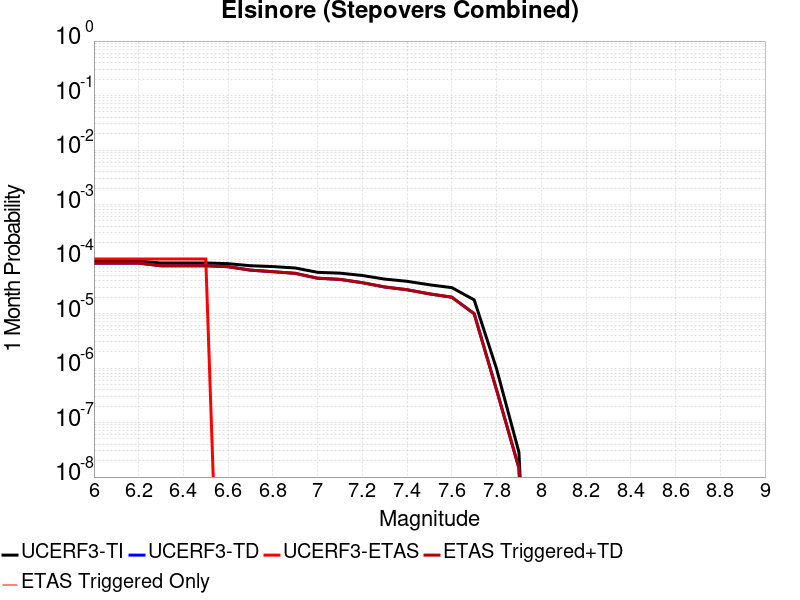 Elsinore (Stepovers Combined)
10 0
10-1
10-2
10-3
10-4
10-5
10-6
10-7
10-8
1 Month Probability
6 6.2 6.4 6.6 6.8 7 7.2 7.4 7.6 7.8 8 8.2 8.4 8.6 8.8 9
Magnitude
UCERF3-TI UCERF3-TD UCERF3-ETAS ETAS Triggered+TD
ETAS Triggered Only